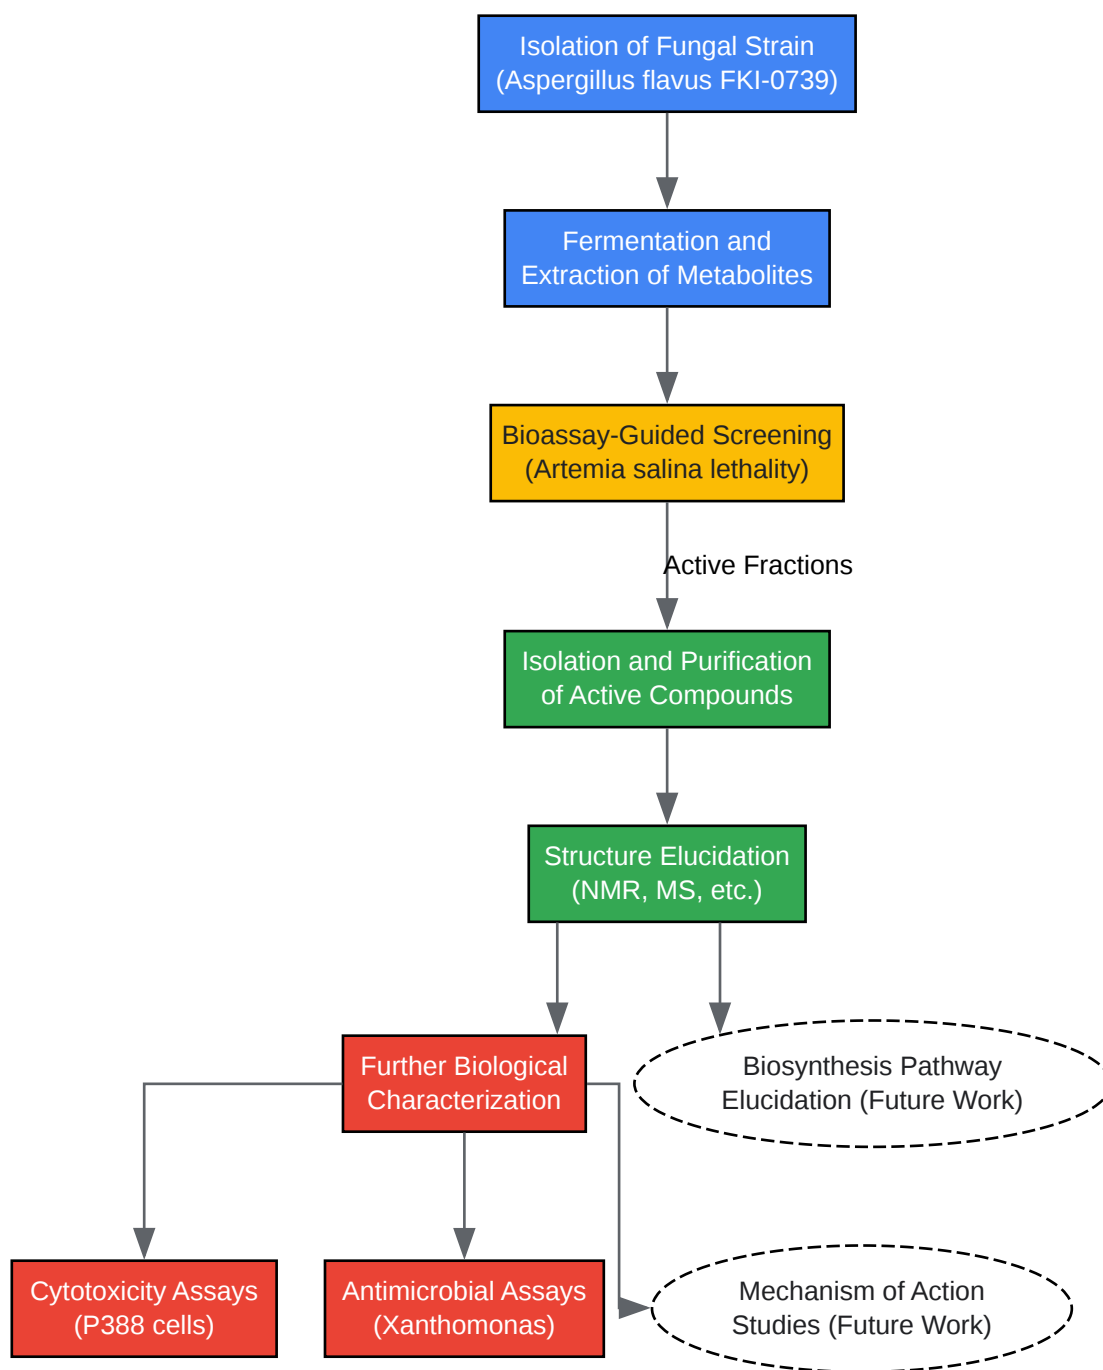 Isolation of Fungal Strain
(Aspergillus flavus FKI-0739)
Fermentation and
Extraction of Metabolites
Bioassay-Guided Screening
(Artemia salina lethality)
Active Fractions
Isolation and Purification
of Active Compounds
Structure Elucidation
(NMR, MS, etc.)
Further Biological
Characterization
Biosynthesis Pathway
Elucidation (Future Work)
Cytotoxicity Assays
(P388 cells)
Antimicrobial Assays
(Xanthomonas)
Mechanism of Action
Studies (Future Work)